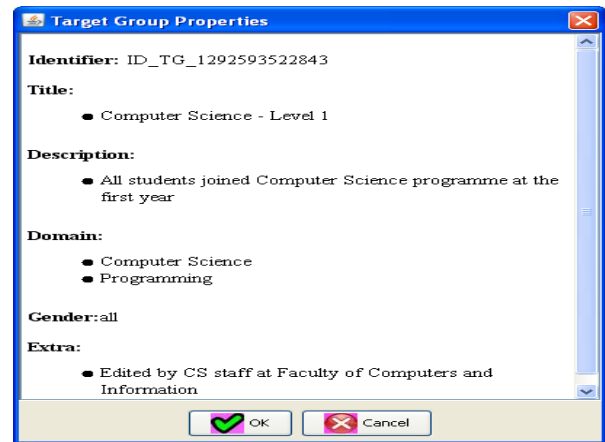 Target Group Properties
Identifier: ID_TG_1292593522843
Title:
Computer Science - Level 1
Description:
All students joined Computer Science programme at the
first year
Domain:
Computer Science
Programming
Gender:all
Extra:
Edited by CS staff at Faculty of Computers and
Information
OK Cancel